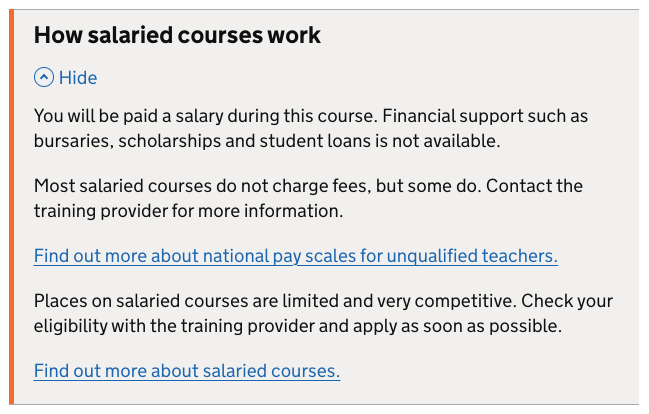 How salaried courses work
Hide
You will be paid a salary during this course. Financial support such as
bursaries, scholarships and student loans is not available.
Most salaried courses do not charge fees, but some do. Contact the
training provider for more information.
Find out more about national pay scales for unqualified teachers.
Places on salaried courses are limited and very competitive. Check your
eligibility with the training provider and apply as soon as possible.
Find out more about salaried courses.